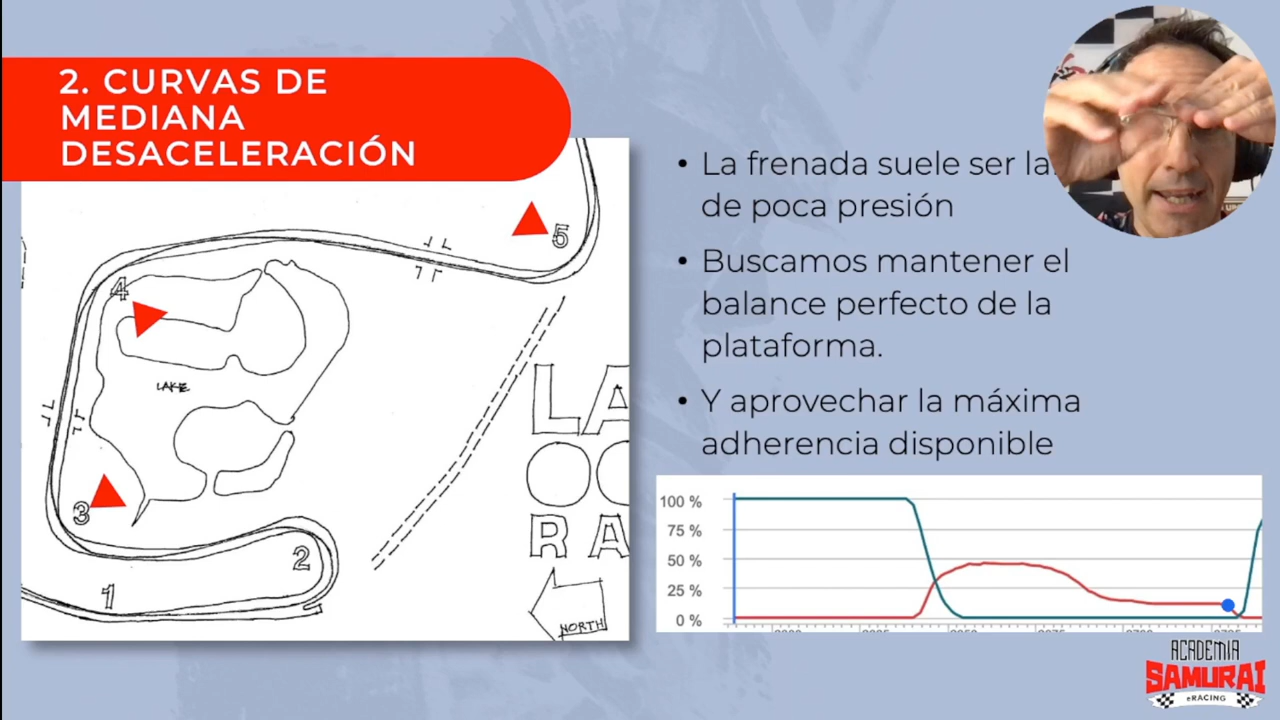 2. CURVAS DE
MEDIANA
DESACELERACIÓN
La frenada suele ser
de poca presión
Buscamos mantener el
balance perfecto de la
plataforma.
Y aprovechar la máxima
adherencia disponible
5
4
LAKE
3
2
1
LA
RA
NORTH
100 %
75 %
50 %
25 %
0 %
ACADEMIA
SAMURAI
eRACING